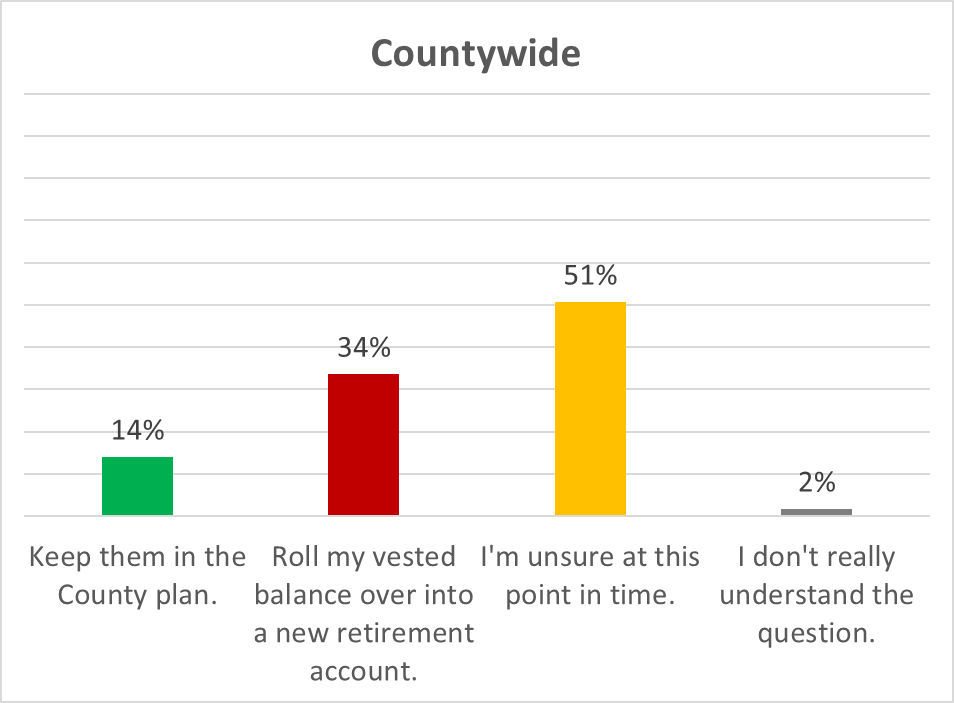 Countywide
51%
34%
14%
2%
Keep them in the
County plan.
Roll my vested
balance over into
a new retirement
account.
I'm unsure at this
point in time.
I don't really
understand the
question.